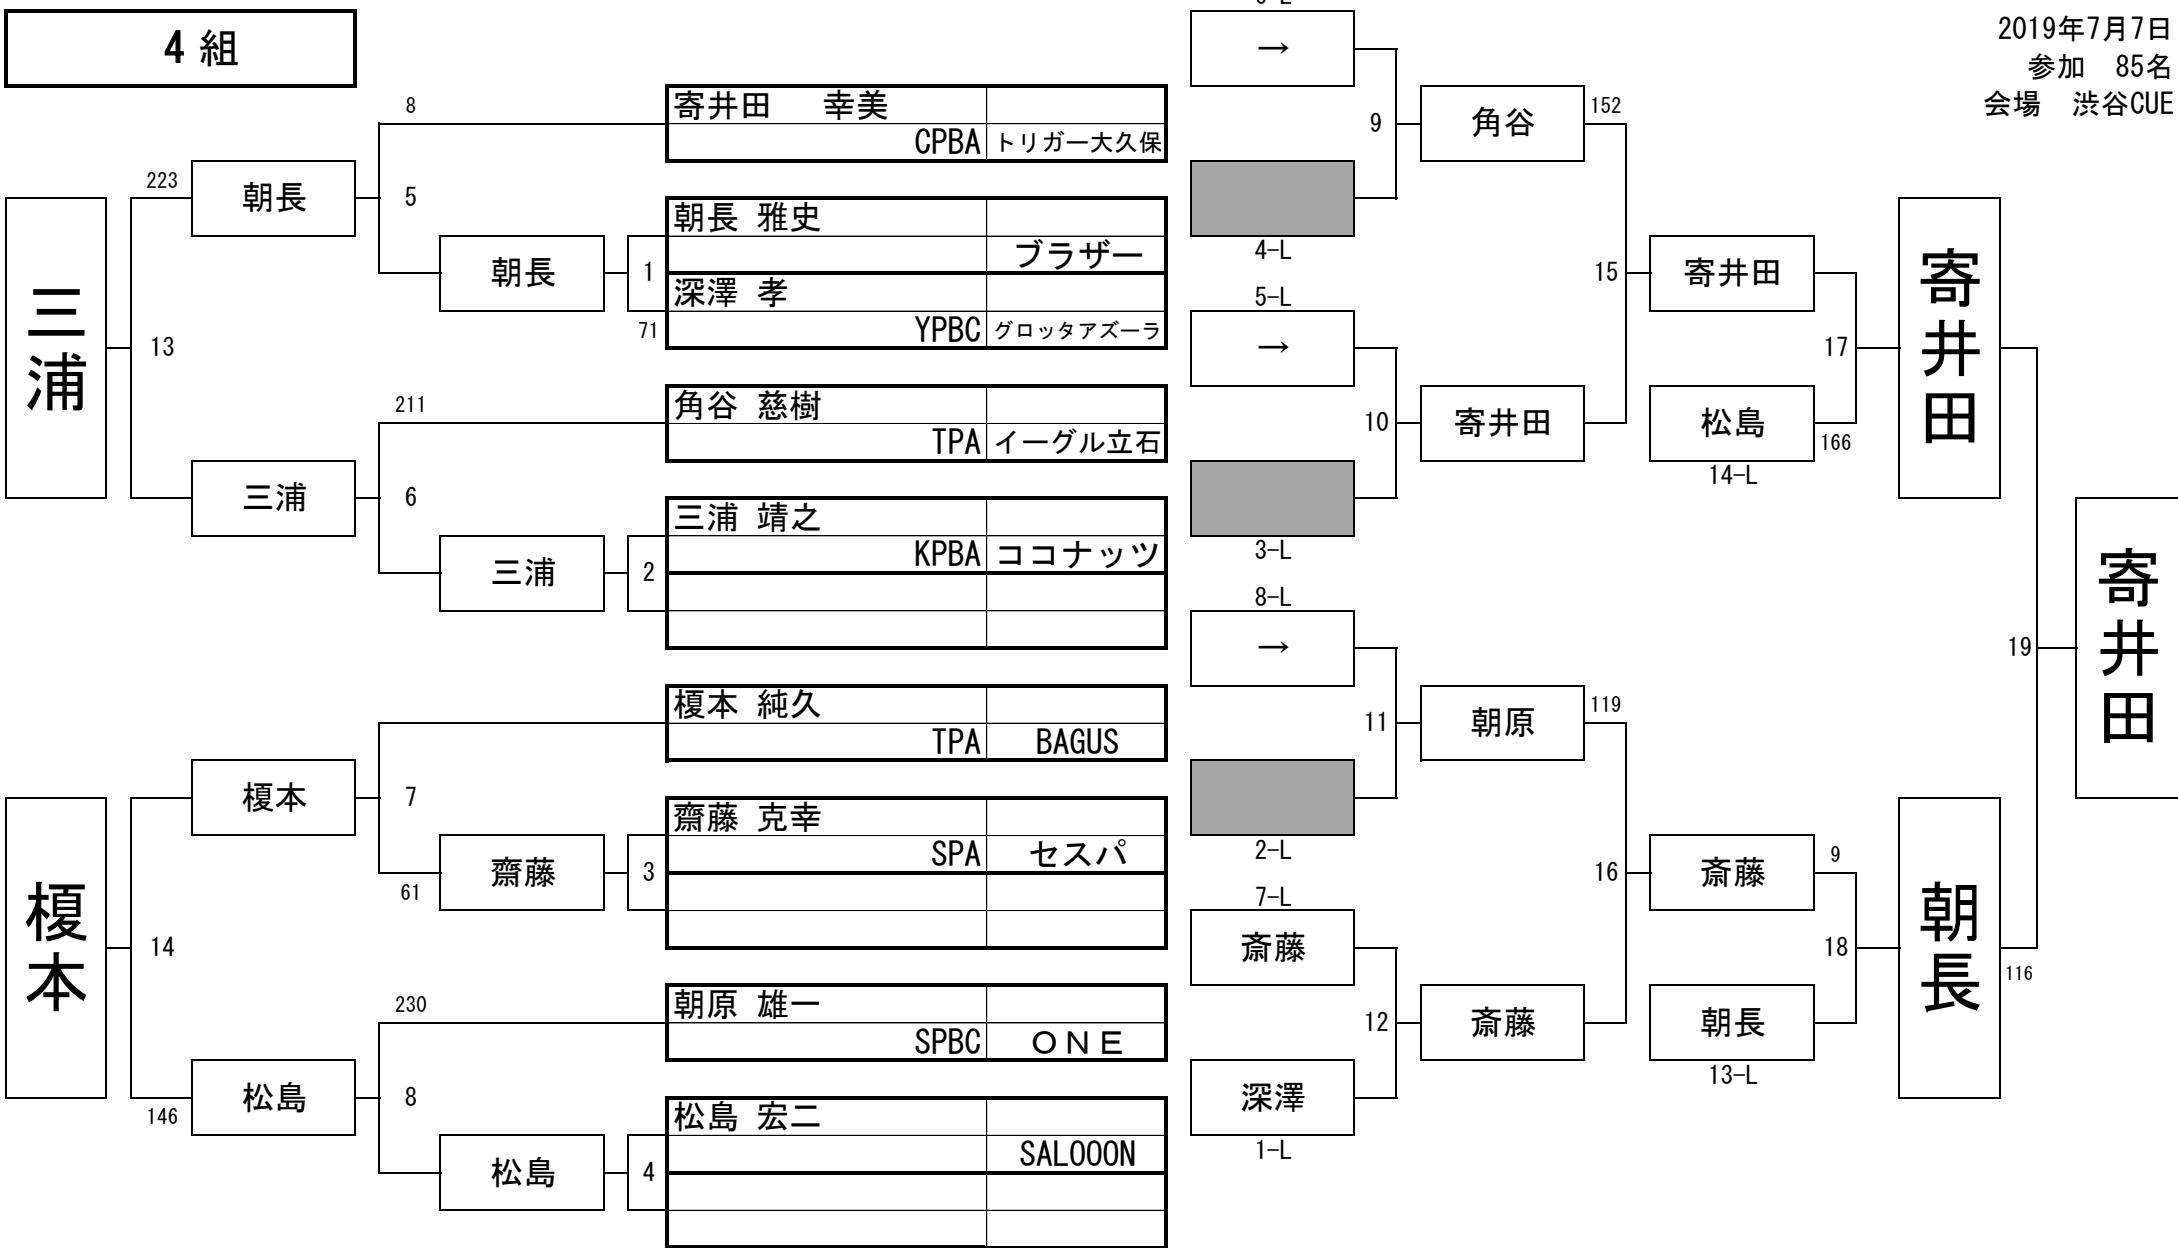 4 組
2019年7月7日
参加　85名
会場　渋谷CUE
8
寄井田　幸美
CPBA トリガー大久保
223
朝長
5
朝長 雅史
ブラザー
朝長
1
深澤 孝
71
YPBC グロッタアズーラ
三浦
13
211
角谷 慈樹
TPA イーグル立石
三浦
6
三浦 靖之
KPBA ココナッツ
三浦
2
榎本 純久
TPA BAGUS
榎本
7
齋藤 克幸
SPA セスパ
61
齋藤
3
榎本
14
230
朝原 雄一
SPBC ONE
146
松島
8
松島 宏二
SALOOON
松島
4
→
9
角谷
152
4-L
5-L
→
10
寄井田
3-L
15
寄井田
17
松島
166
14-L
寄井田
8-L
→
11
朝原
119
2-L
7-L
斎藤
12
斎藤
深澤
1-L
16
斎藤
9
18
朝長
13-L
朝長
116
19
寄井田